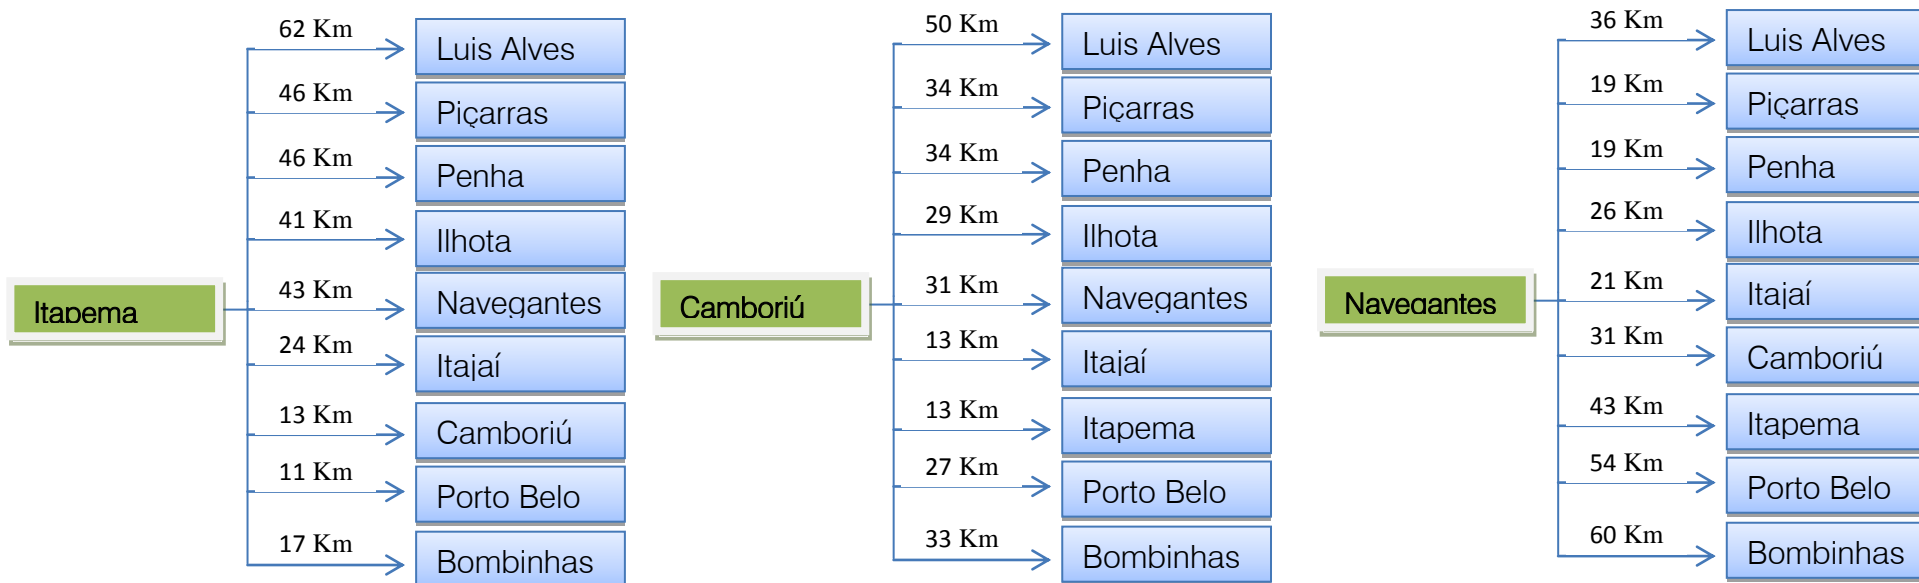 62 Km
Luis Alves
46 Km
Piçarras
46 Km
Penha
41 Km
Ilhota
Itapema
43 Km
Navegantes
24 Km
Itajaí
13 Km
Camboriú
11 Km
Porto Belo
17 Km
Bombinhas
50 Km
Luis Alves
34 Km
Piçarras
34 Km
Penha
29 Km
Ilhota
Camboriú
31 Km
Navegantes
13 Km
Itajaí
13 Km
Itapema
27 Km
Porto Belo
33 Km
Bombinhas
36 Km
Luis Alves
19 Km
Piçarras
19 Km
Penha
26 Km
Ilhota
Navegantes
21 Km
Itajaí
31 Km
Camboriú
43 Km
Itapema
54 Km
Porto Belo
60 Km
Bombinhas